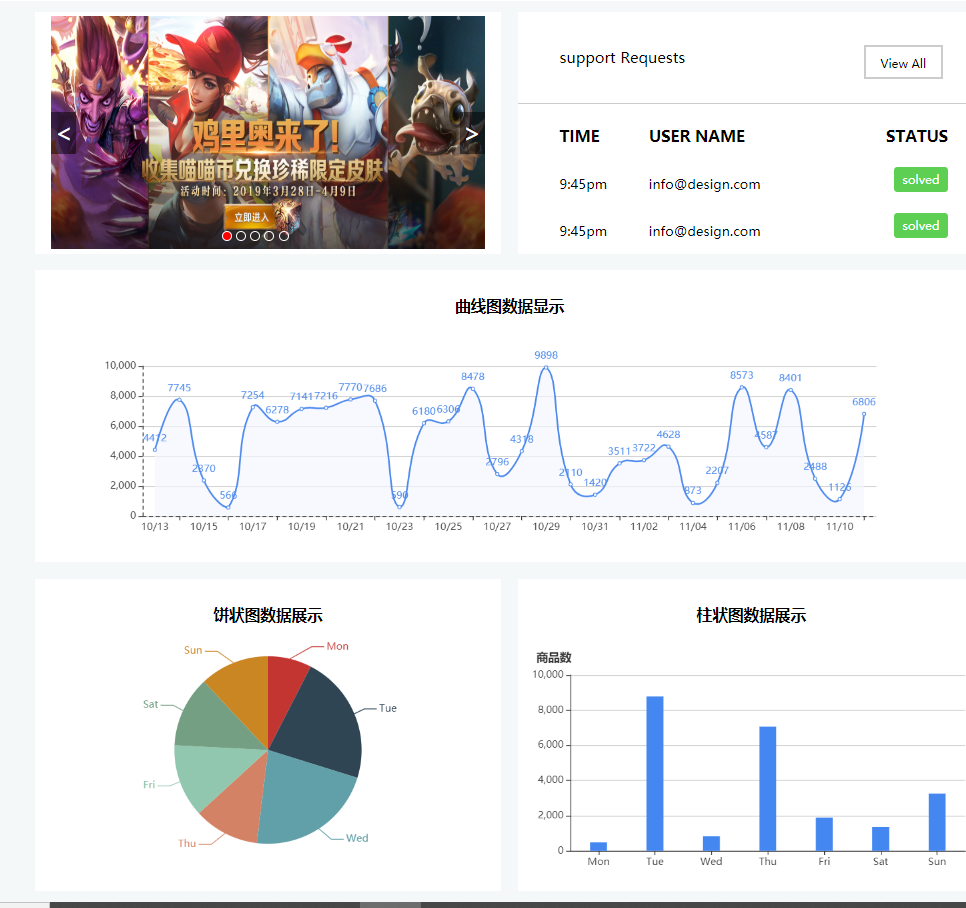 <
鸡里奥来了!
收集喵喵币兑换珍稀限定皮肤
活动时间：2019年3月28日-4月9日
立即进入
>
support Requests
View All
TIME USER NAME STATUS
9:45pm info@design.com solved
9:45pm info@design.com solved
曲线图数据显示
10,000
8,000
6,000
4,000
2,000
0
4412 7745 2370 566 7254 6278 7141 7216 7770 7686 590 6180 6306 8478 2796 4318 9898 2110 1420 3511 3722 4628 873 2207 8573 4587 8401 2488 1126 6806
10/13 10/15 10/17 10/19 10/21 10/23 10/25 10/27 10/29 10/31 11/02 11/04 11/06 11/08 11/10
饼状图数据展示
Mon
Tue
Wed
Thu
Fri
Sat
Sun
柱状图数据展示
商品数
10,000
8,000
6,000
4,000
2,000
0
Mon Tue Wed Thu Fri Sat Sun